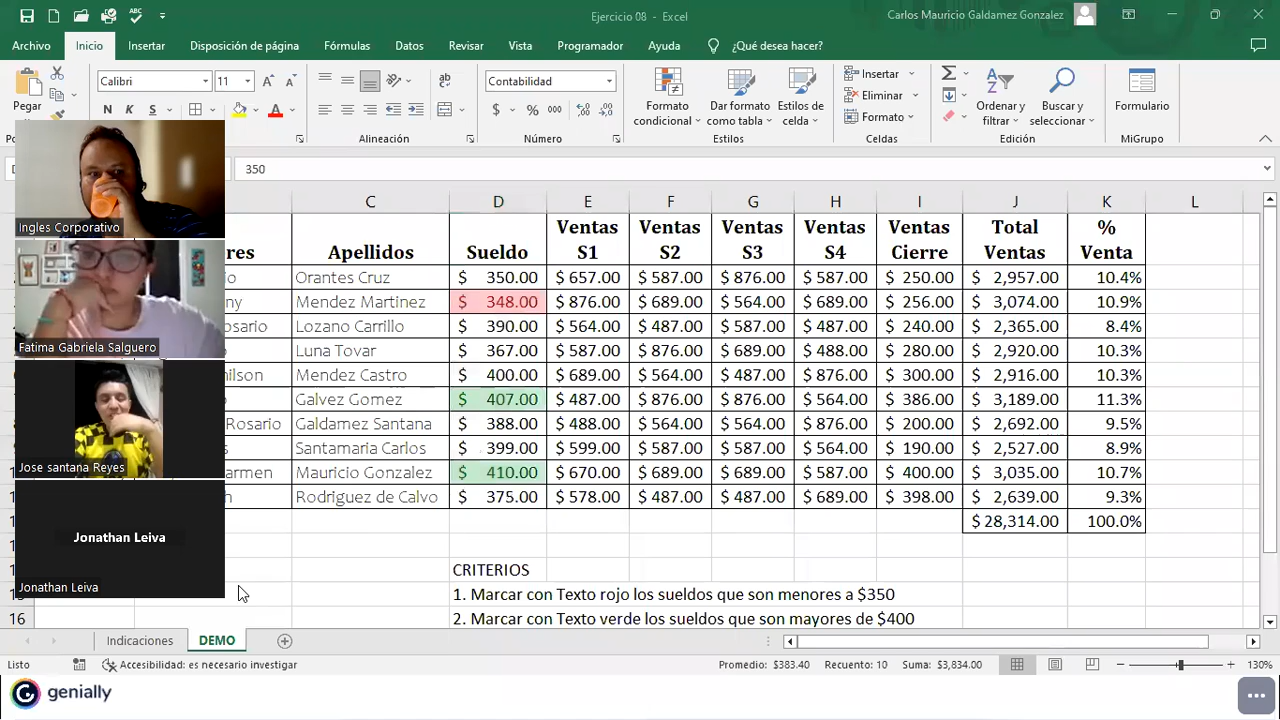 Ejercicio 08 - Excel
Carlos Mauricio Galdamez Gonzalez
Archivo Inicio Insertar Disposición de página Fórmulas Datos Revisar Vista Programador Ayuda ¿Qué desea hacer?
Pegar
Calibri 11
N K S
Alineación
Contabilidad
$ % 000
Número
Formato condicional
Dar formato como tabla
Estilos de celda
Estilos
Insertar
Eliminar
Formato
Celdas
Ordenar y filtrar
Buscar y seleccionar
Edición
Formulario
MiGrupo
350
C D E F G H I J K L
res Apellidos Sueldo Ventas S1 Ventas S2 Ventas S3 Ventas S4 Ventas Cierre Total Ventas % Venta
io Orantes Cruz $ 350.00 $ 657.00 $ 587.00 $ 876.00 $ 587.00 $ 250.00 $ 2,957.00 10.4%
ny Mendez Martinez $ 348.00 $ 876.00 $ 689.00 $ 564.00 $ 689.00 $ 256.00 $ 3,074.00 10.9%
osario Lozano Carrillo $ 390.00 $ 564.00 $ 487.00 $ 587.00 $ 487.00 $ 240.00 $ 2,365.00 8.4%
o Luna Tovar $ 367.00 $ 587.00 $ 876.00 $ 689.00 $ 488.00 $ 280.00 $ 2,920.00 10.3%
nilson Mendez Castro $ 400.00 $ 689.00 $ 564.00 $ 487.00 $ 876.00 $ 300.00 $ 2,916.00 10.3%
o Galvez Gomez $ 407.00 $ 487.00 $ 876.00 $ 876.00 $ 564.00 $ 386.00 $ 3,189.00 11.3%
Rosario Galdamez Santana $ 388.00 $ 488.00 $ 564.00 $ 564.00 $ 876.00 $ 200.00 $ 2,692.00 9.5%
s Santamaria Carlos $ 399.00 $ 599.00 $ 587.00 $ 587.00 $ 564.00 $ 190.00 $ 2,527.00 8.9%
armen Mauricio Gonzalez $ 410.00 $ 670.00 $ 689.00 $ 689.00 $ 587.00 $ 400.00 $ 3,035.00 10.7%
n Rodriguez de Calvo $ 375.00 $ 578.00 $ 487.00 $ 487.00 $ 689.00 $ 398.00 $ 2,639.00 9.3%
$ 28,314.00 100.0%
CRITERIOS
1. Marcar con Texto rojo los sueldos que son menores a $350
16 2. Marcar con Texto verde los sueldos que son mayores de $400
Ingles Corporativo
Fatima Gabriela Salguero
Jose santana Reyes
Jonathan Leiva
Jonathan Leiva
Indicaciones DEMO
Listo Accesibilidad: es necesario investigar Promedio: $383.40 Recuento: 10 Suma: $3,834.00 130%
genially